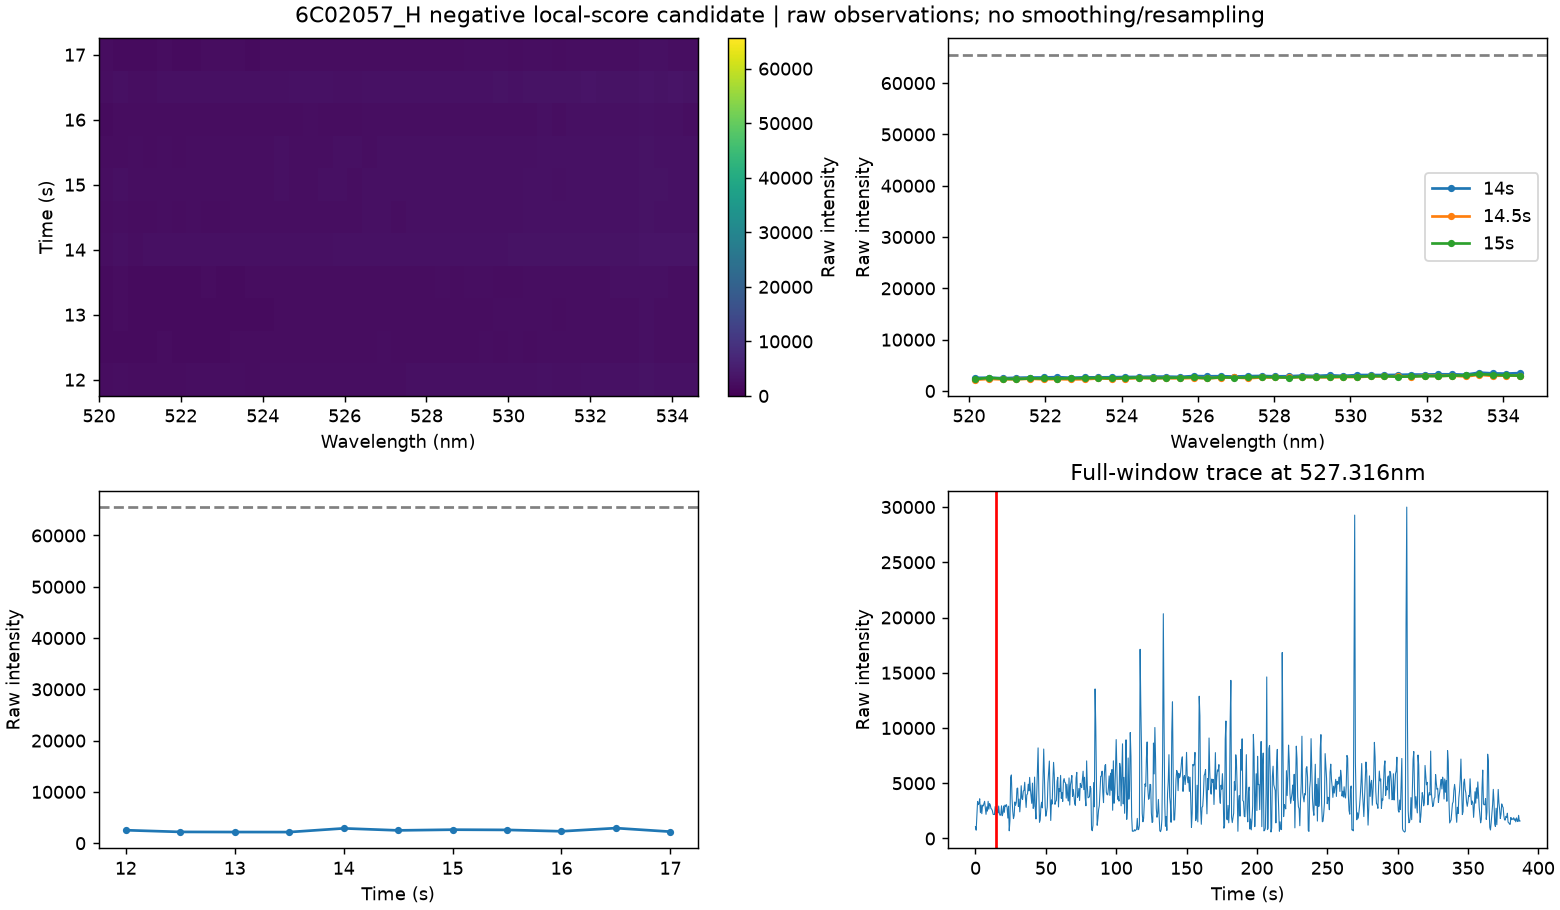 6C02057_H negative local-score candidate | raw observations; no smoothing/resampling
17
16
15
14
13
12
Time (s)
520 522 524 526 528 530 532 534
Wavelength (nm)
60000
50000
40000
30000
20000
10000
0
Raw intensity
60000
50000
40000
30000
20000
10000
0
Raw intensity
14s
14.5s
15s
520 522 524 526 528 530 532 534
Wavelength (nm)
60000
50000
40000
30000
20000
10000
0
Raw intensity
12 13 14 15 16 17
Time (s)
Full-window trace at 527.316nm
30000
25000
20000
15000
10000
5000
0
Raw intensity
0 50 100 150 200 250 300 350 400
Time (s)